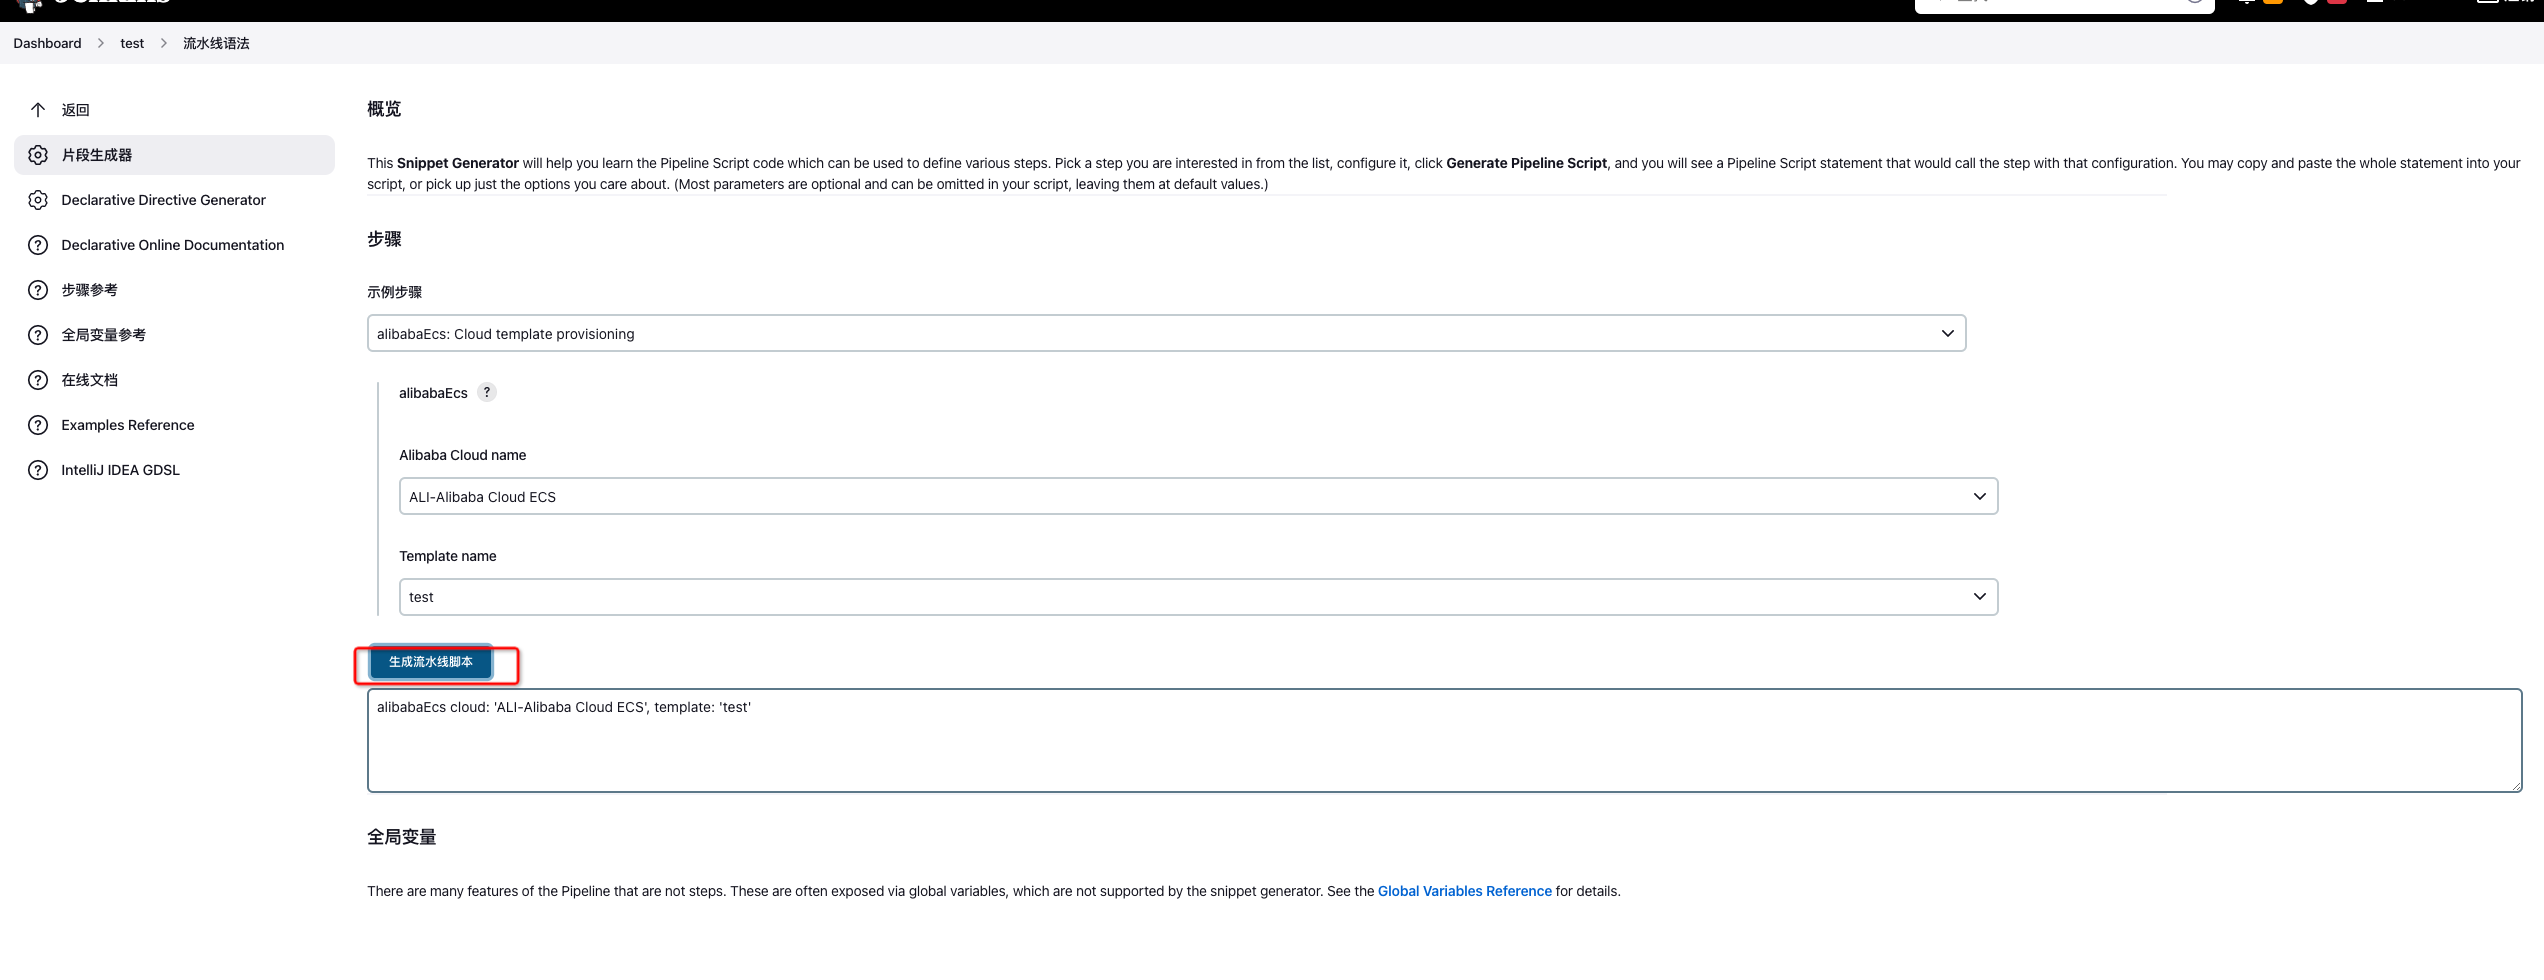 Dashboard > test > 流水线语法
返回
片段生成器
Declarative Directive Generator
Declarative Online Documentation
步骤参考
全局变量参考
在线文档
Examples Reference
IntelliJ IDEA GDSL
概览
This Snippet Generator will help you learn the Pipeline Script code which can be used to define various steps. Pick a step you are interested in from the list, configure it, click Generate Pipeline Script, and you will see a Pipeline Script statement that would call the step with that configuration. You may copy and paste the whole statement into your
script, or pick up just the options you care about. (Most parameters are optional and can be omitted in your script, leaving them at default values.)
步骤
示例步骤
alibabaEcs: Cloud template provisioning
alibabaEcs ?
Alibaba Cloud name
ALI-Alibaba Cloud ECS
Template name
test
生成流水线脚本
alibabaEcs cloud: 'ALI-Alibaba Cloud ECS', template: 'test'
全局变量
There are many features of the Pipeline that are not steps. These are often exposed via global variables, which are not supported by the snippet generator. See the Global Variables Reference for details.